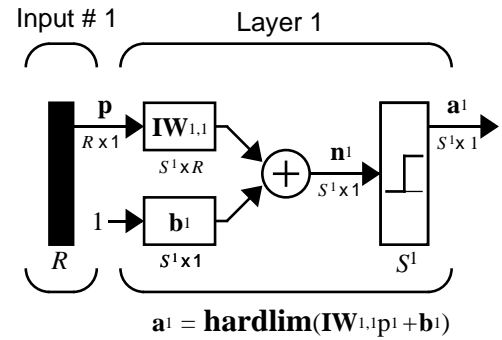 Input # 1
Layer 1
p
R x 1
IW1,1
S1 x R
1
b1
S1 x 1
n1
S1 x 1
a1
S1 x 1
R
S1
a1 = hardlim(IW1,1p1+b1)